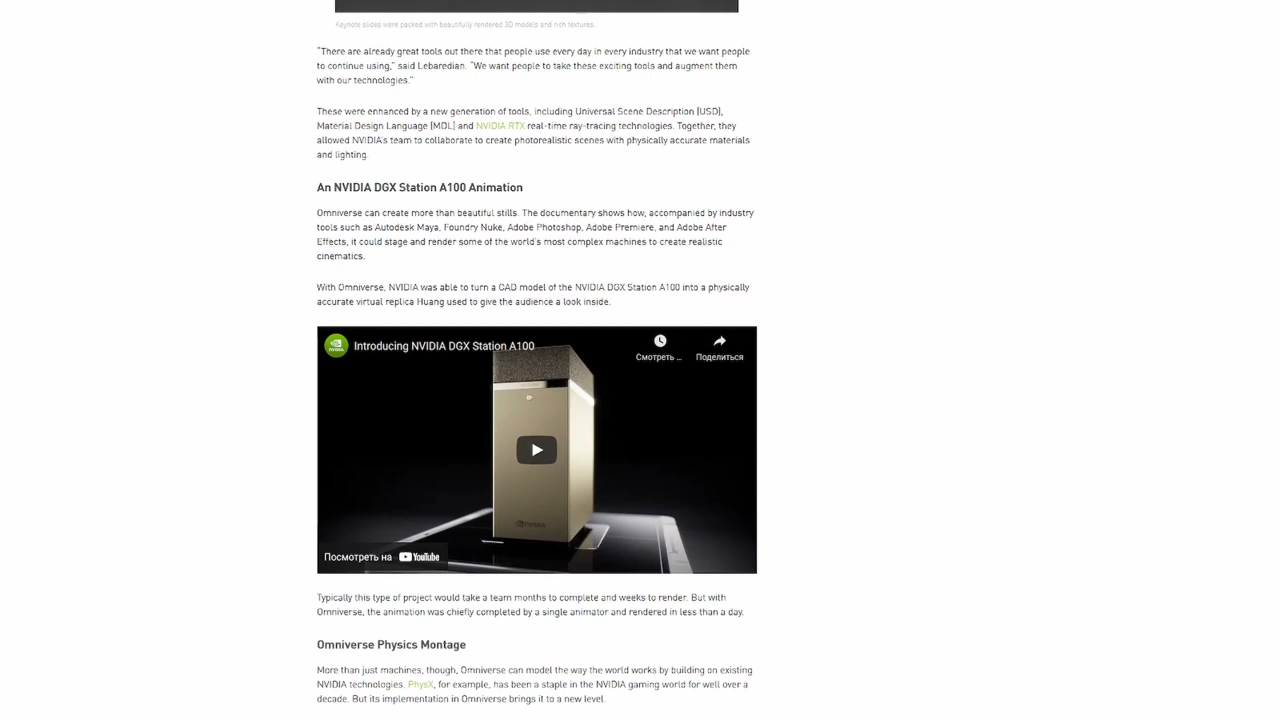 Keynote slides were packed with beautifully rendered 3D models and rich textures.
“There are already great tools out there that people use every day in every industry that we want people
to continue using,” said Lebaredian. “We want people to take these exciting tools and augment them
with our technologies.”
These were enhanced by a new generation of tools, including Universal Scene Description (USD),
Material Design Language (MDL) and NVIDIA RTX real-time ray-tracing technologies. Together, they
allowed NVIDIA’s team to collaborate to create photorealistic scenes with physically accurate materials
and lighting.
An NVIDIA DGX Station A100 Animation
Omniverse can create more than beautiful stills. The documentary shows how, accompanied by industry
tools such as Autodesk Maya, Foundry Nuke, Adobe Photoshop, Adobe Premiere, and Adobe After
Effects, it could stage and render some of the world’s most complex machines to create realistic
cinematics.
With Omniverse, NVIDIA was able to turn a CAD model of the NVIDIA DGX Station A100 into a physically
accurate virtual replica Huang used to give the audience a look inside.
Introducing NVIDIA DGX Station A100
Смотреть ...
Поделиться
NVIDIA
Посмотреть на YouTube
Typically this type of project would take a team months to complete and weeks to render. But with
Omniverse, the animation was chiefly completed by a single animator and rendered in less than a day.
Omniverse Physics Montage
More than just machines, though, Omniverse can model the way the world works by building on existing
NVIDIA technologies. PhysX, for example, has been a staple in the NVIDIA gaming world for well over a
decade. But its implementation in Omniverse brings it to a new level.